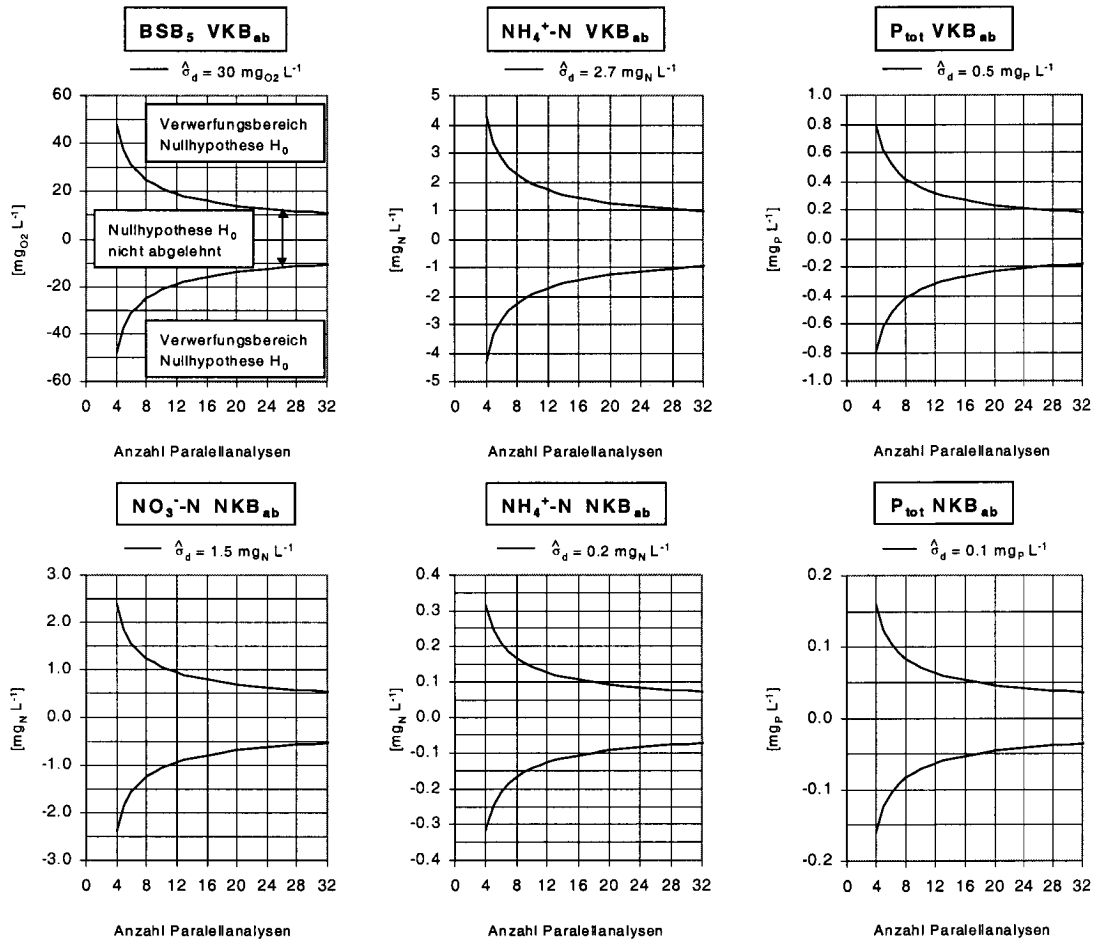 BSB₅ VKBₐb
σ̂d = 30 mgO2 L⁻¹
60
40
20
0
-20
-40
-60
[mgO2 L⁻¹]
Verwerfungsbereich
Nullhypothese H₀
Nullhypothese H₀
nicht abgelehnt
Verwerfungsbereich
Nullhypothese H₀
0 4 8 12 16 20 24 28 32
Anzahl Paralellanalysen
NH₄⁺-N VKBab
σ̂d = 2.7 mgN L⁻¹
5
4
3
2
1
0
-1
-2
-3
-4
-5
[mgN L⁻¹]
0 4 8 12 16 20 24 28 32
Anzahl Paralellanalysen
Ptot VKBab
σ̂d = 0.5 mgP L⁻¹
1.0
0.8
0.6
0.4
0.2
0.0
-0.2
-0.4
-0.6
-0.8
-1.0
[mgP L⁻¹]
0 4 8 12 16 20 24 28 32
Anzahl Paralellanalysen
NO₃⁻-N NKBab
σ̂d = 1.5 mgN L⁻¹
3.0
2.0
1.0
0.0
-1.0
-2.0
-3.0
[mgN L⁻¹]
0 4 8 12 16 20 24 28 32
Anzahl Paralellanalysen
NH₄⁺-N NKBab
σ̂d = 0.2 mgN L⁻¹
0.4
0.3
0.2
0.1
0.0
-0.1
-0.2
-0.3
-0.4
[mgN L⁻¹]
0 4 8 12 16 20 24 28 32
Anzahl Paralellanalysen
Ptot NKBab
σ̂d = 0.1 mgP L⁻¹
0.2
0.1
0.0
-0.1
-0.2
[mgP L⁻¹]
0 4 8 12 16 20 24 28 32
Anzahl Paralellanalysen